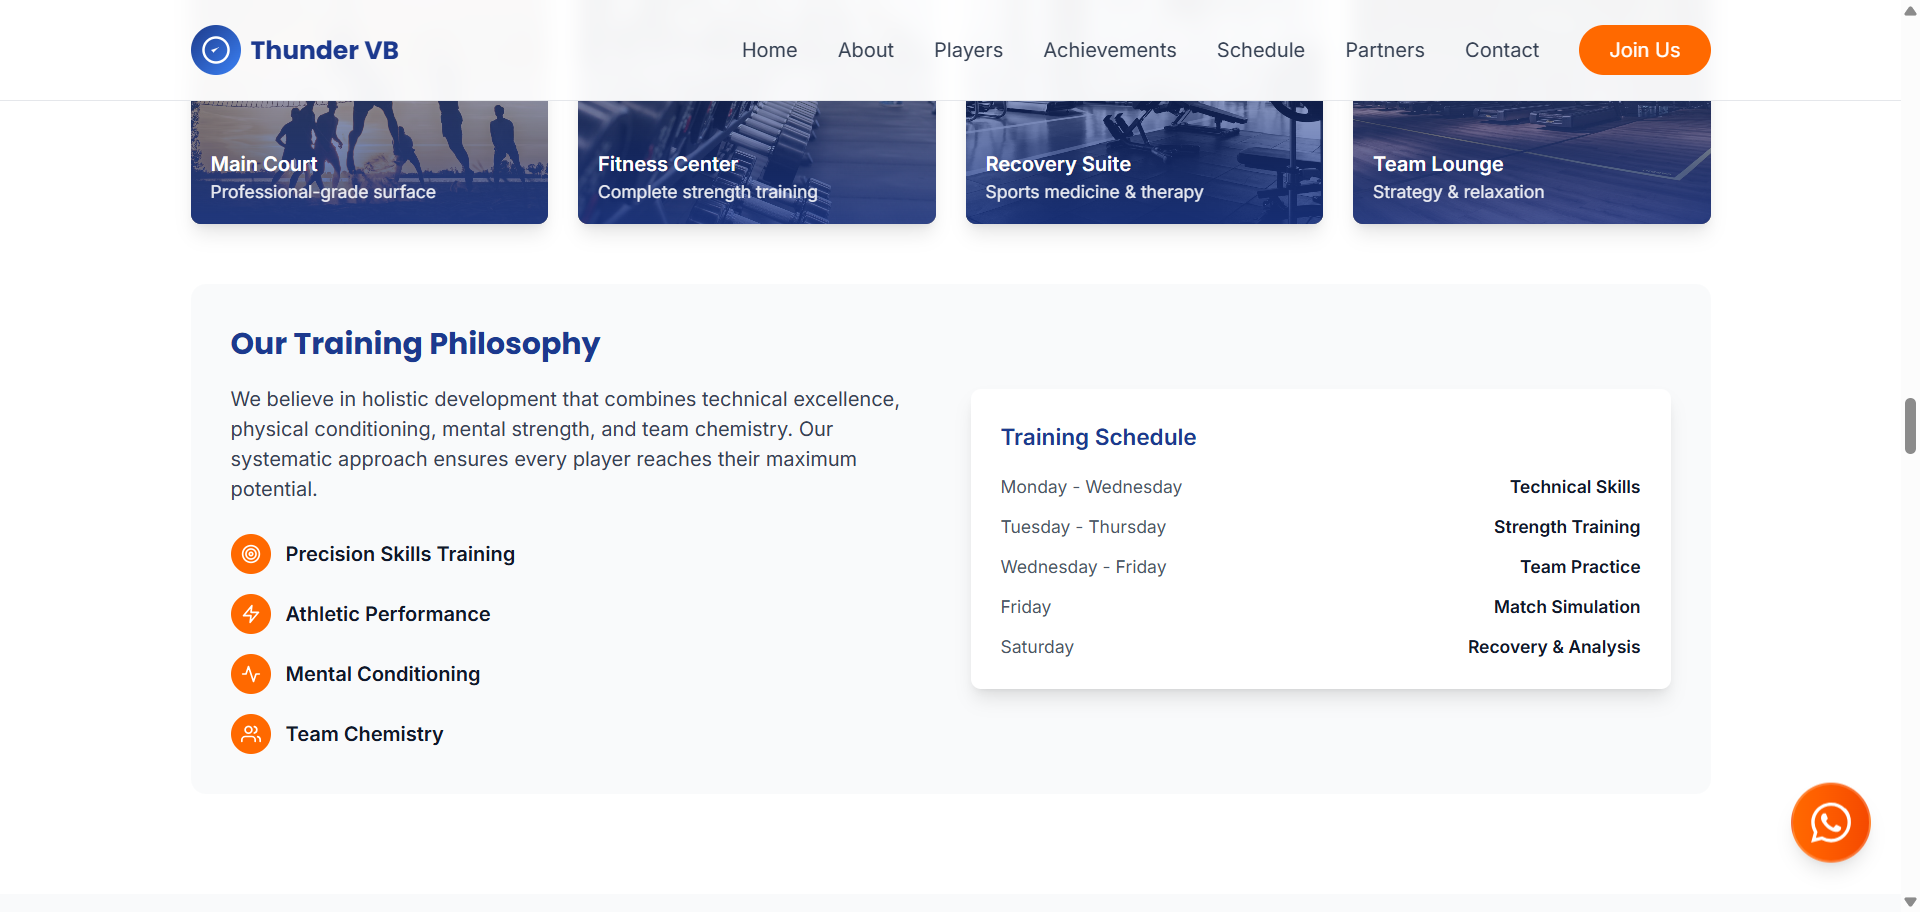 Thunder VB
Home
About
Players
Achievements
Schedule
Partners
Contact
Join Us
Main Court
Professional-grade surface
Fitness Center
Complete strength training
Recovery Suite
Sports medicine & therapy
Team Lounge
Strategy & relaxation
Our Training Philosophy
We believe in holistic development that combines technical excellence,
physical conditioning, mental strength, and team chemistry. Our
systematic approach ensures every player reaches their maximum
potential.
Precision Skills Training
Athletic Performance
Mental Conditioning
Team Chemistry
Training Schedule
Monday - Wednesday Technical Skills
Tuesday - Thursday Strength Training
Wednesday - Friday Team Practice
Friday Match Simulation
Saturday Recovery & Analysis